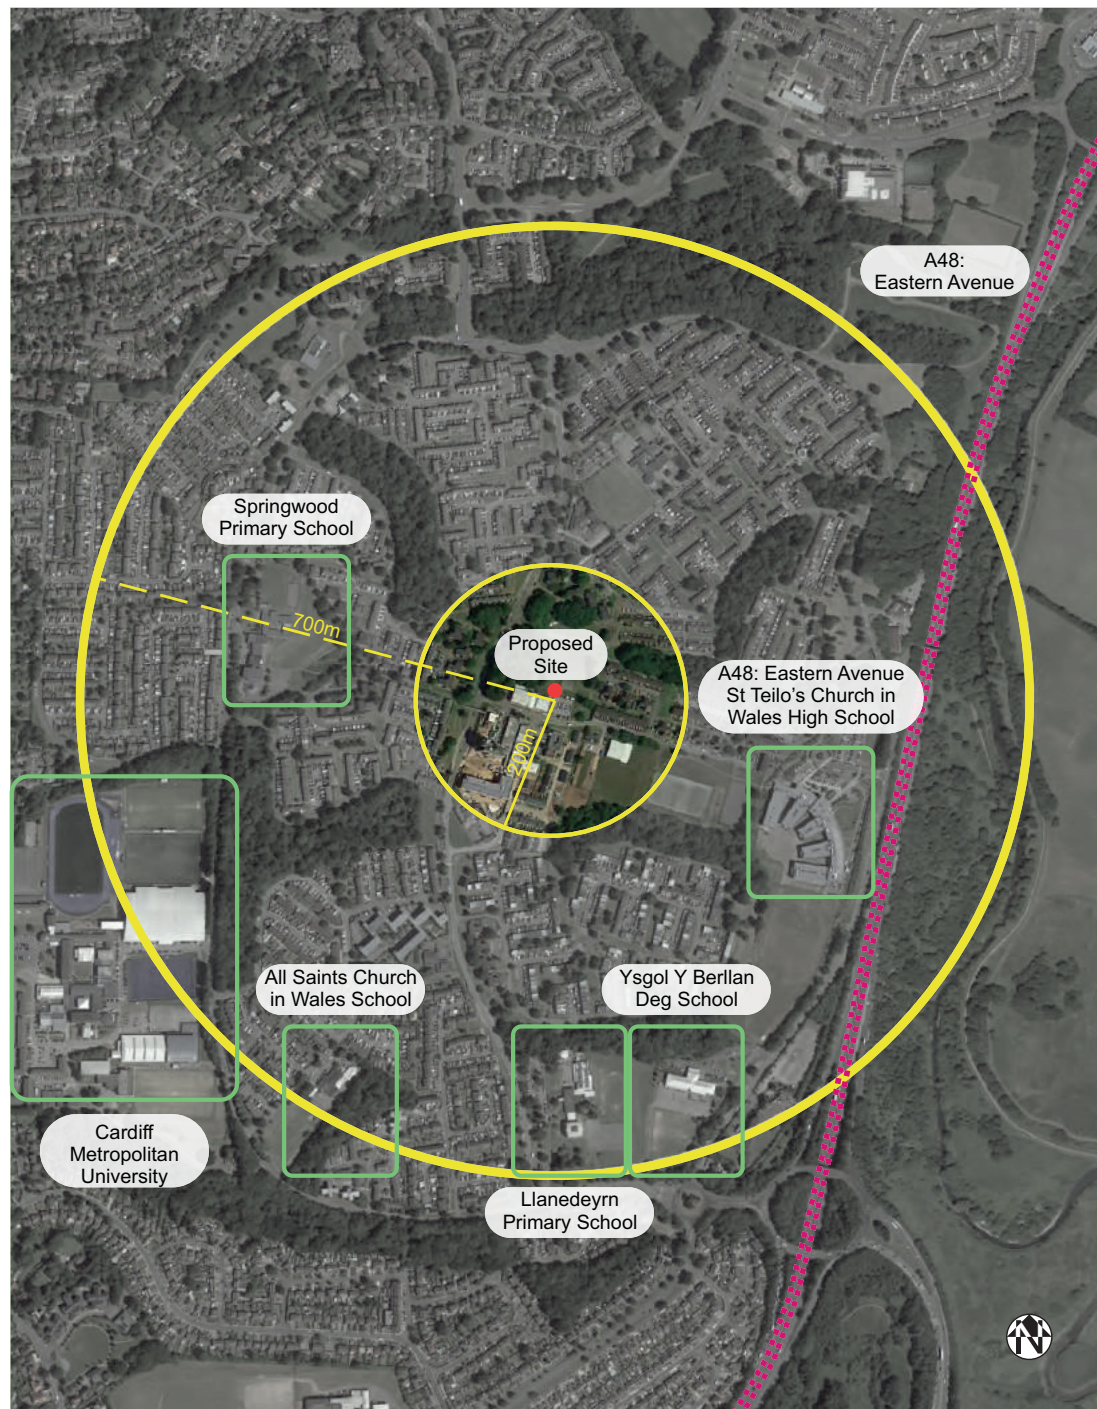 A48:
Eastern Avenue
Springwood
Primary School
700m
Proposed
Site
200m
A48: Eastern Avenue
St Teilo’s Church in
Wales High School
All Saints Church
in Wales School
Ysgol Y Berllan
Deg School
Cardiff
Metropolitan
University
Llanedeyrn
Primary School
N